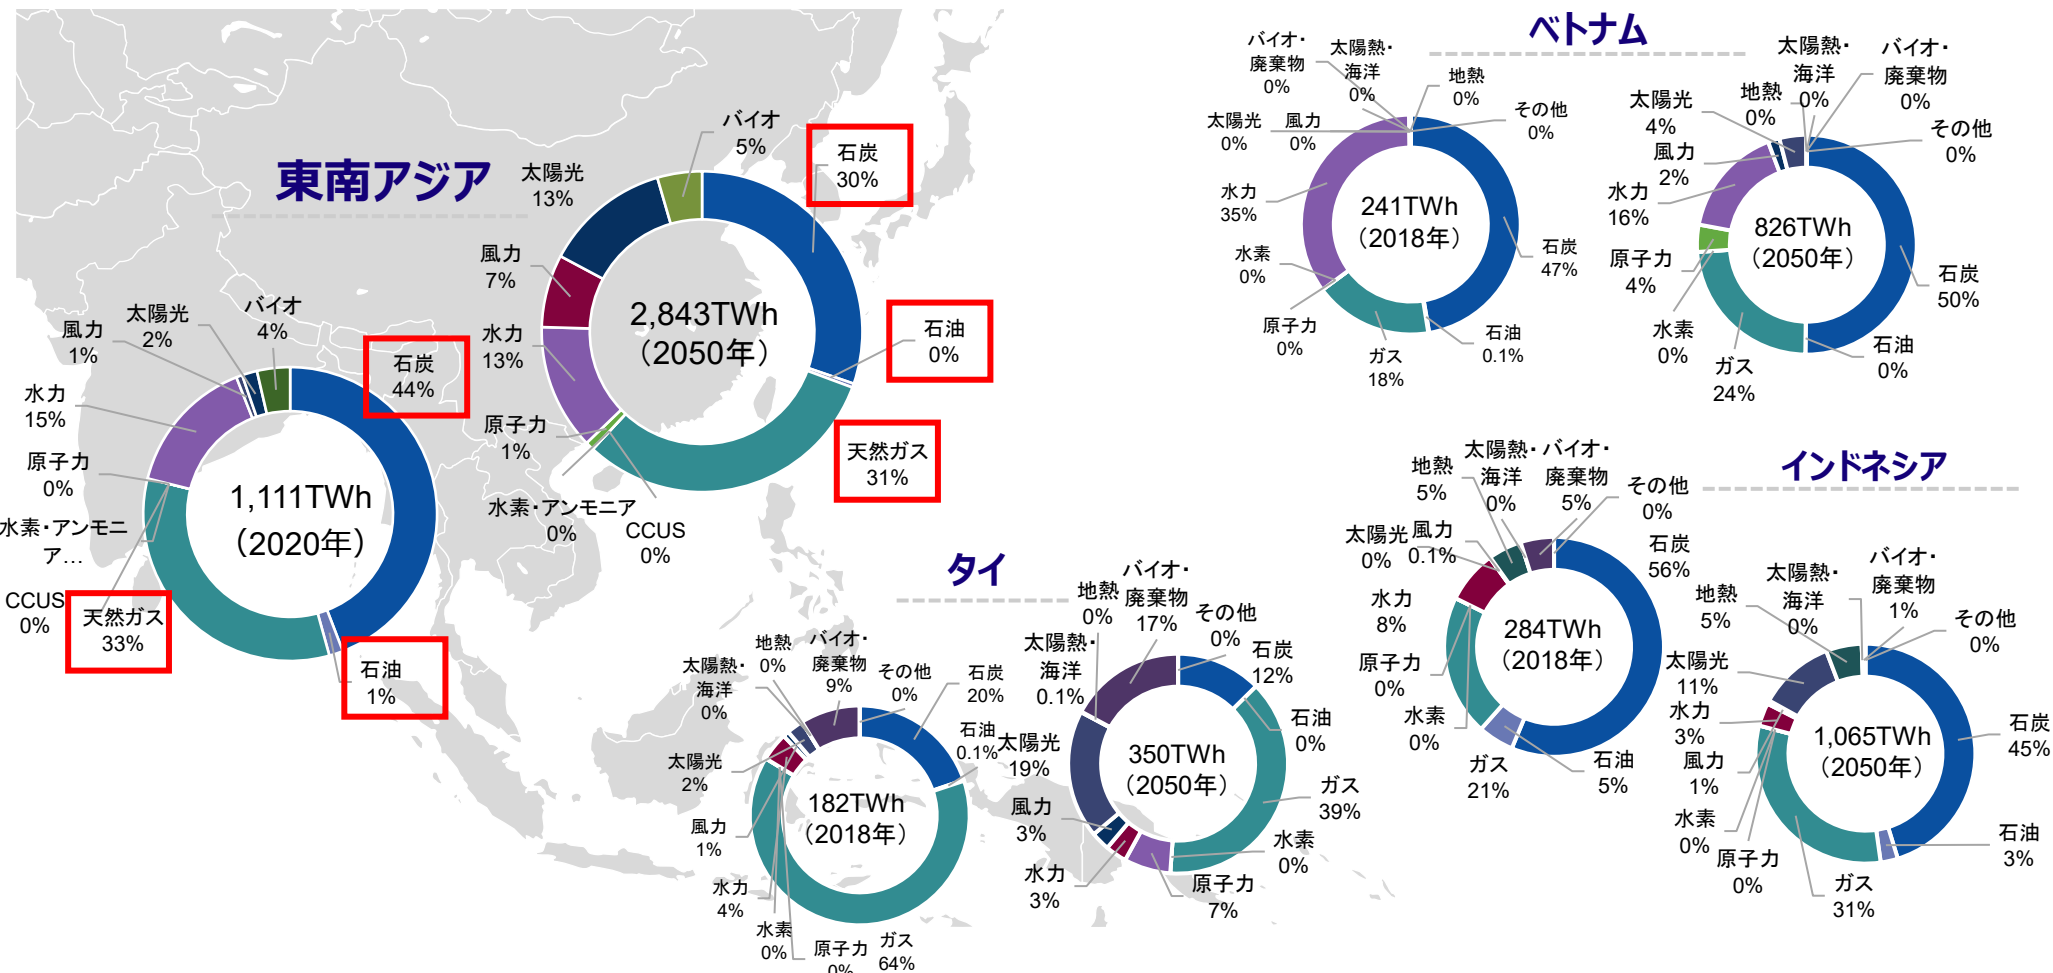 東南アジア
バイオ
5%
石炭
30%
太陽光
13%
風力
7%
水力
13%
原子力
1%
水素・アンモニア
0%
CCUS
0%
天然ガス
31%
石油
0%
2,843TWh
（2050年）
バイオ
4%
太陽光
2%
風力
1%
水力
15%
原子力
0%
水素・アンモニ
ア…
CCUS
0%
天然ガス
33%
石油
1%
石炭
44%
1,111TWh
（2020年）
ベトナム
バイオ・
廃棄物
0%
太陽熱・
海洋
0%
地熱
0%
その他
0%
太陽光
0%
風力
0%
水力
35%
水素
0%
原子力
0%
ガス
18%
石油
0.1%
石炭
47%
241TWh
（2018年）
太陽熱・
海洋
0%
バイオ・
廃棄物
0%
地熱
0%
太陽光
4%
その他
0%
風力
2%
水力
16%
原子力
4%
水素
0%
ガス
24%
石油
0%
石炭
50%
826TWh
（2050年）
タイ
地熱
0%
バイオ・
廃棄物
9%
太陽熱・
海洋
0%
その他
0%
石炭
20%
石油
0.1%
太陽光
2%
風力
1%
水力
4%
水素
0%
原子力
0%
ガス
64%
182TWh
（2018年）
バイオ・
廃棄物
17%
地熱
0%
その他
0%
太陽熱・
海洋
0.1%
石炭
12%
石油
0%
太陽光
19%
ガス
39%
風力
3%
水素
0%
水力
3%
原子力
7%
350TWh
（2050年）
インドネシア
太陽熱・
海洋
0%
バイオ・
廃棄物
5%
地熱
5%
その他
0%
太陽光
0%
風力
0.1%
石炭
56%
水力
8%
原子力
0%
水素
0%
ガス
21%
石油
5%
284TWh
（2018年）
バイオ・
廃棄物
1%
太陽熱・
海洋
0%
地熱
5%
その他
0%
太陽光
11%
水力
3%
風力
1%
水素
0%
原子力
0%
ガス
31%
石油
3%
石炭
45%
1,065TWh
（2050年）